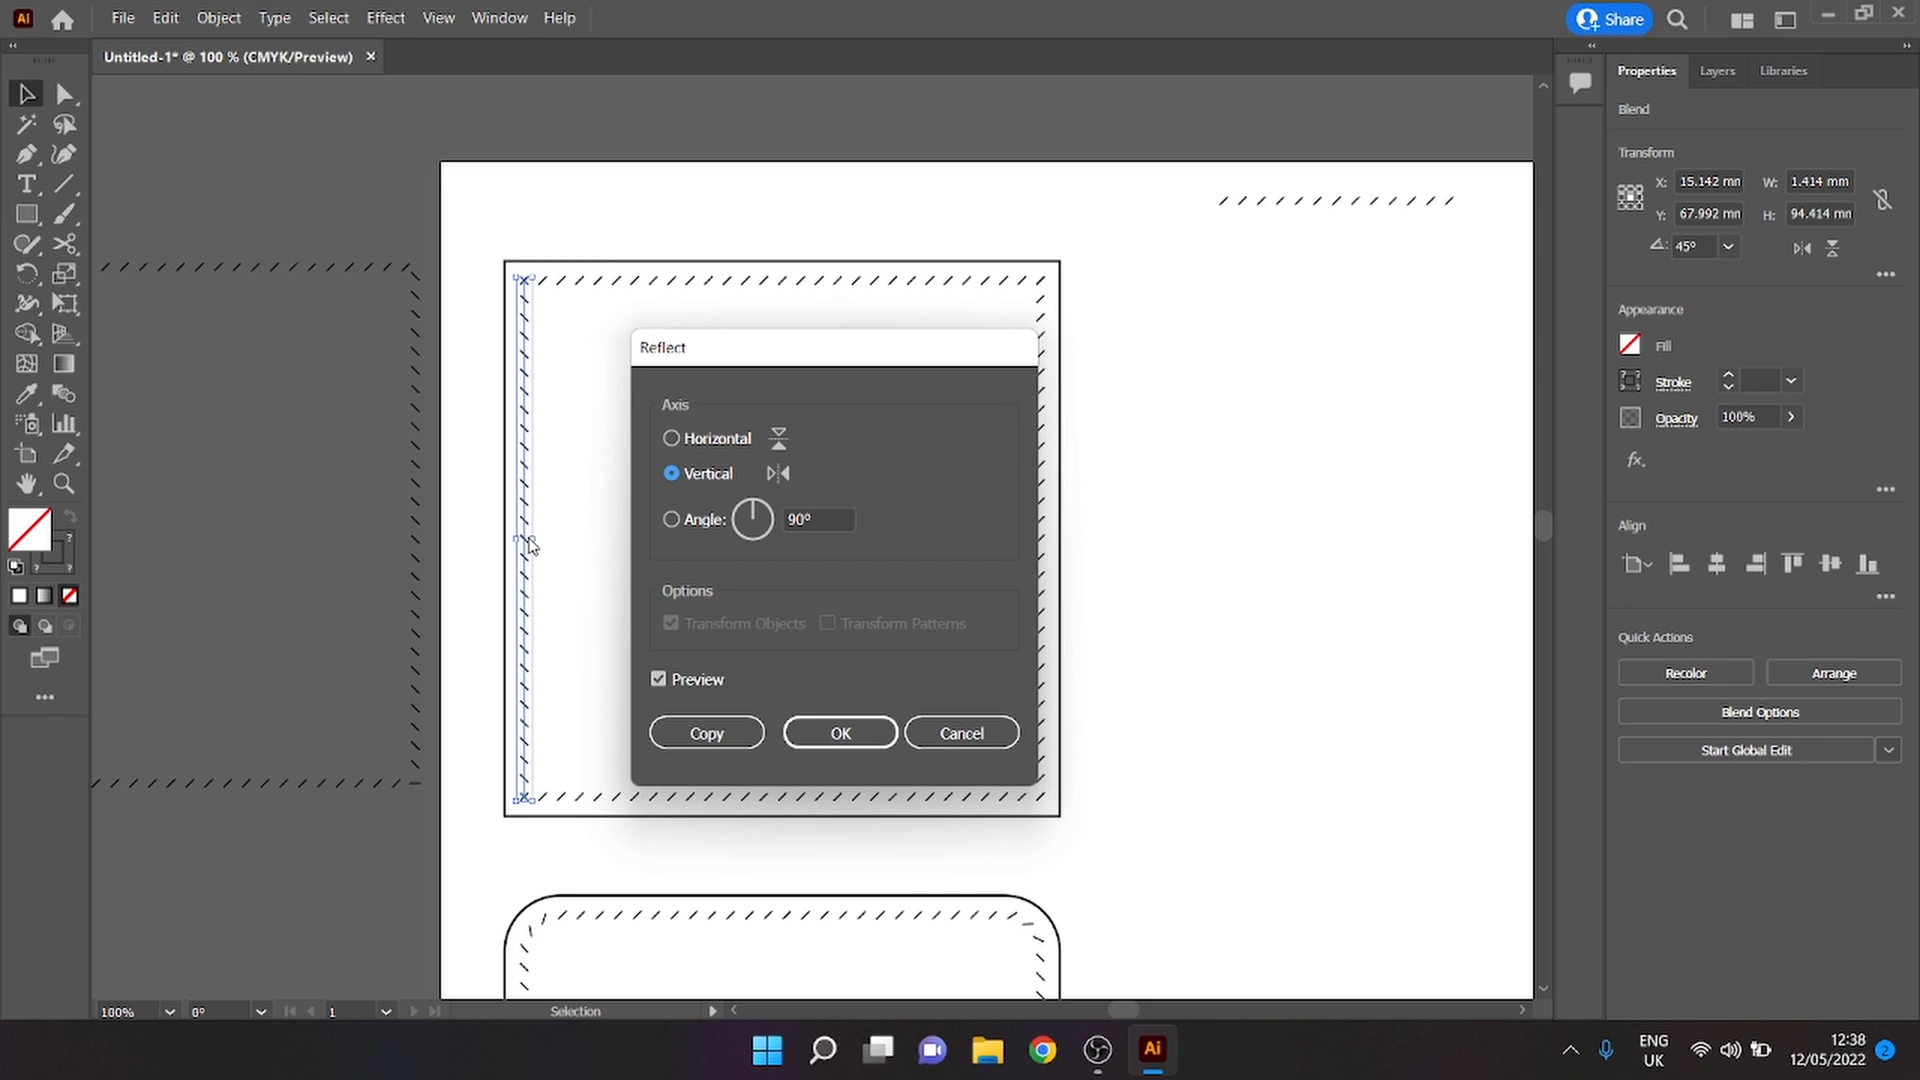 Ai File Edit Object Type Select Effect View Window Help Share
Untitled-1* @ 100 % (CMYK/Preview)
Properties Layers Libraries
Blend
Transform
X: 15.142 mm W: 1.414 mm
Y: 67.992 mm H: 94.414 mm
45°
Appearance
Fill
Stroke
Opacity 100%
fx.
Align
Quick Actions
Recolor Arrange
Blend Options
Start Global Edit
Reflect
Axis
Horizontal
Vertical
Angle: 90°
Options
Transform Objects Transform Patterns
Preview
Copy OK Cancel
100% 0° 1 Selection
Ai
ENG
UK
12:38
12/05/2022
2